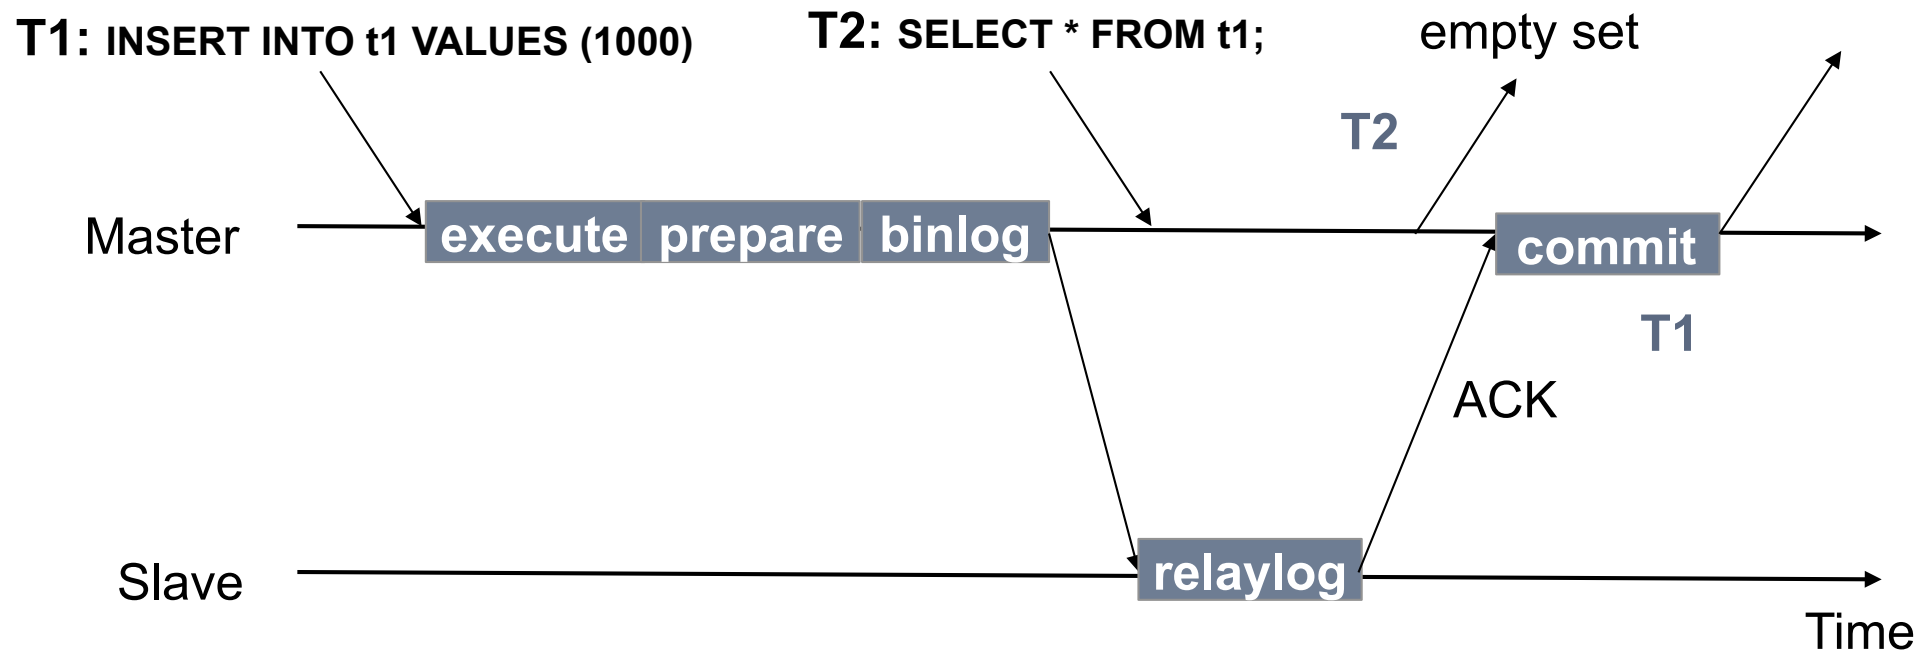 T1: INSERT INTO t1 VALUES (1000)
T2: SELECT * FROM t1;
empty set
T2
Master
execute
prepare
binlog
commit
T1
ACK
Slave
relaylog
Time